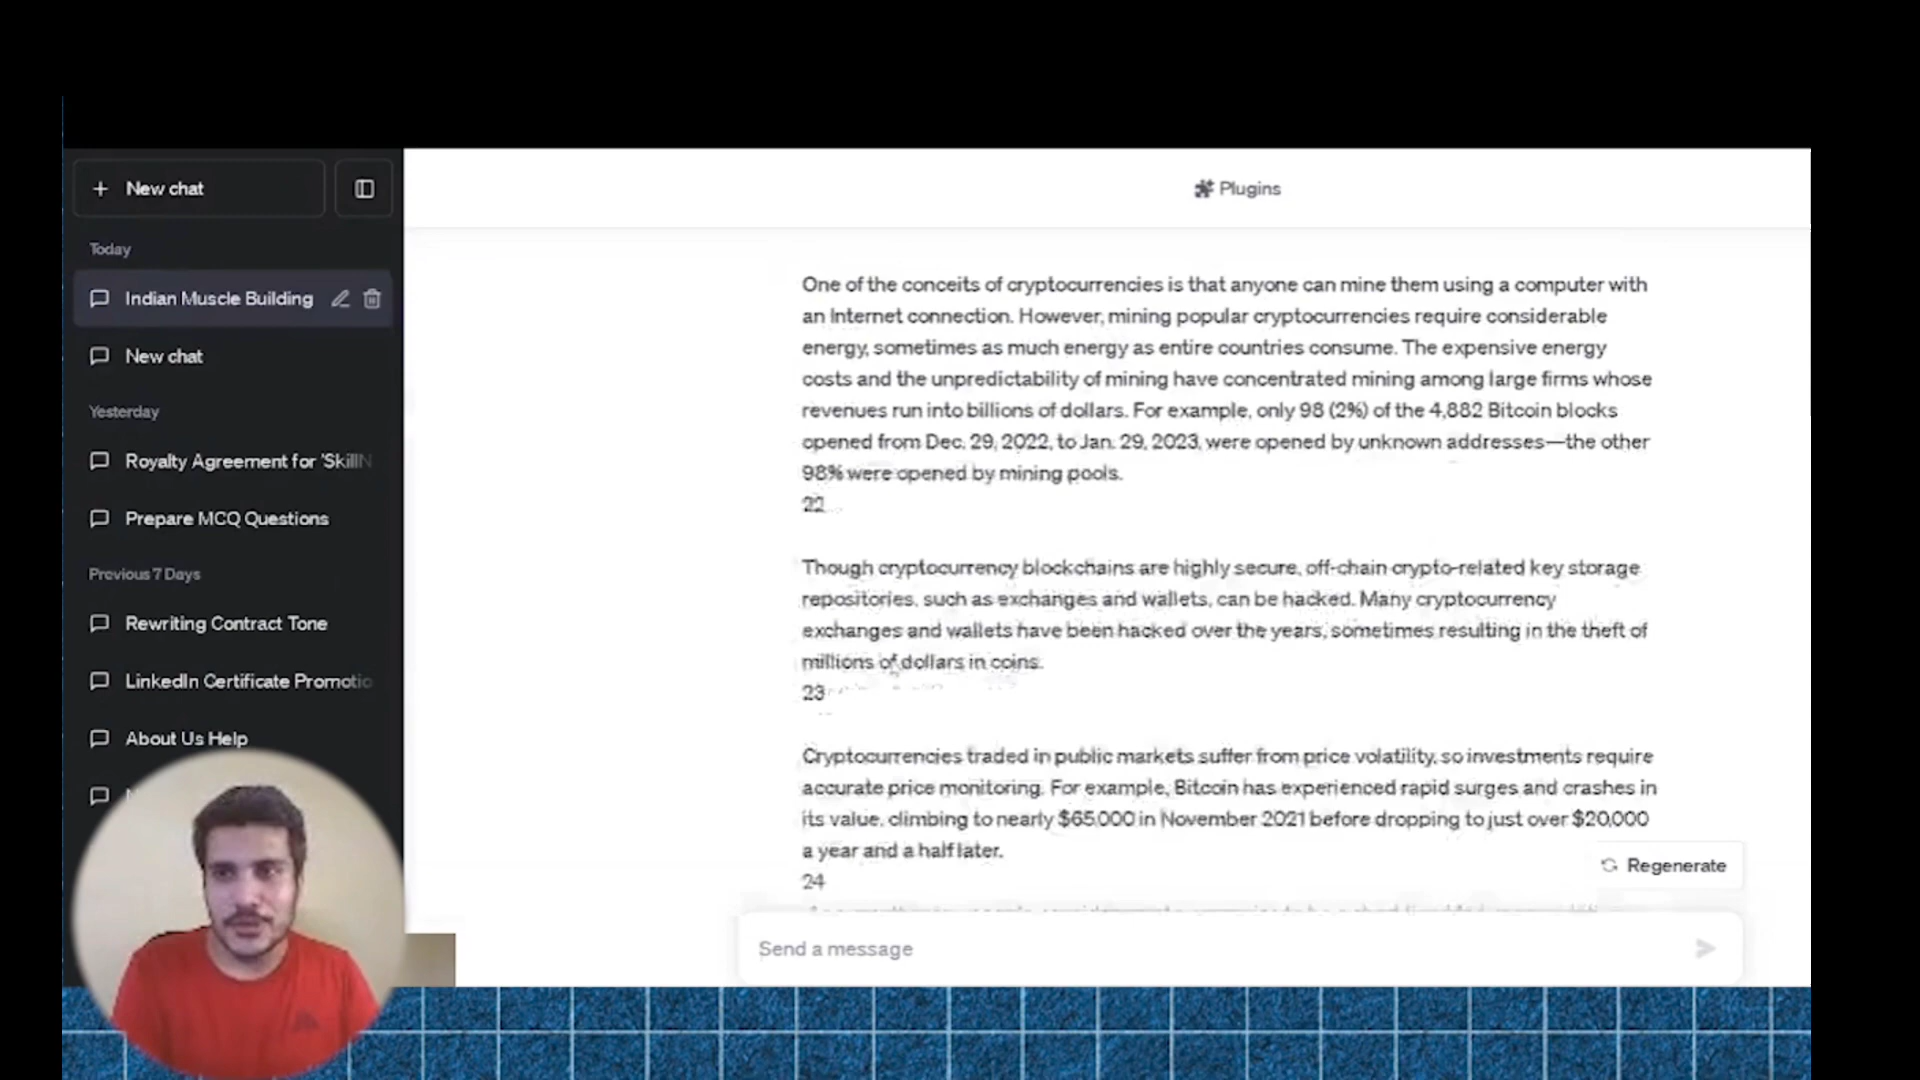 New chat
Plugins
Today
Indian Muscle Building
New chat
Yesterday
Royalty Agreement for 'SkillN
Prepare MCQ Questions
Previous 7 Days
Rewriting Contract Tone
LinkedIn Certificate Promotio
About Us Help
One of the conceits of cryptocurrencies is that anyone can mine them using a computer with
an Internet connection. However, mining popular cryptocurrencies require considerable
energy, sometimes as much energy as entire countries consume. The expensive energy
costs and the unpredictability of mining have concentrated mining among large firms whose
revenues run into billions of dollars. For example, only 98 (2%) of the 4,882 Bitcoin blocks
opened from Dec. 29, 2022, to Jan. 29, 2023, were opened by unknown addresses—the other
98% were opened by mining pools.
22
Though cryptocurrency blockchains are highly secure, off-chain crypto-related key storage
repositories, such as exchanges and wallets, can be hacked. Many cryptocurrency
exchanges and wallets have been hacked over the years, sometimes resulting in the theft of
millions of dollars in coins.
23
Cryptocurrencies traded in public markets suffer from price volatility, so investments require
accurate price monitoring. For example, Bitcoin has experienced rapid surges and crashes in
its value, climbing to nearly $65,000 in November 2021 before dropping to just over $20,000
a year and a half later.
24
Regenerate
Send a message